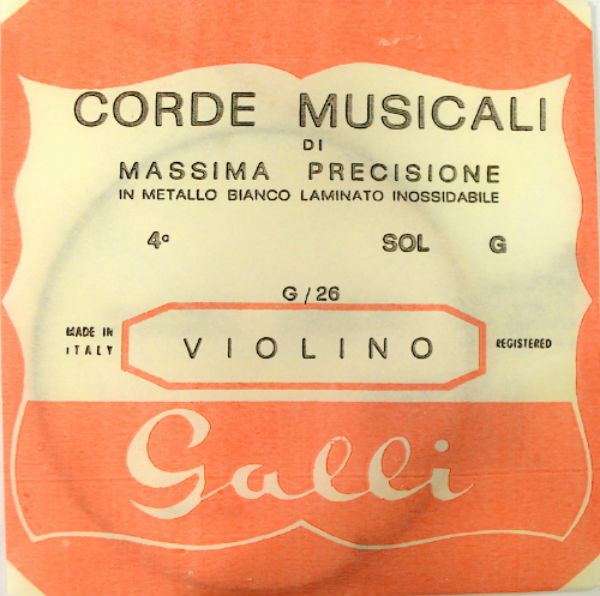 CORDE MUSICALI
DI
MASSIMA PRECISIONE
IN METALLO BIANCO LAMINATO INOSSIDABILE
4ª SOL G
G / 26
MADE IN
ITALY
VIOLINO
REGISTERED
Galli